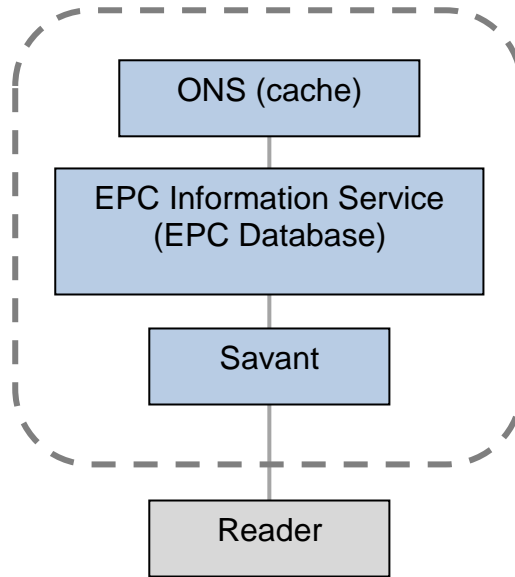 ONS (cache)
EPC Information Service
(EPC Database)
Savant
Reader